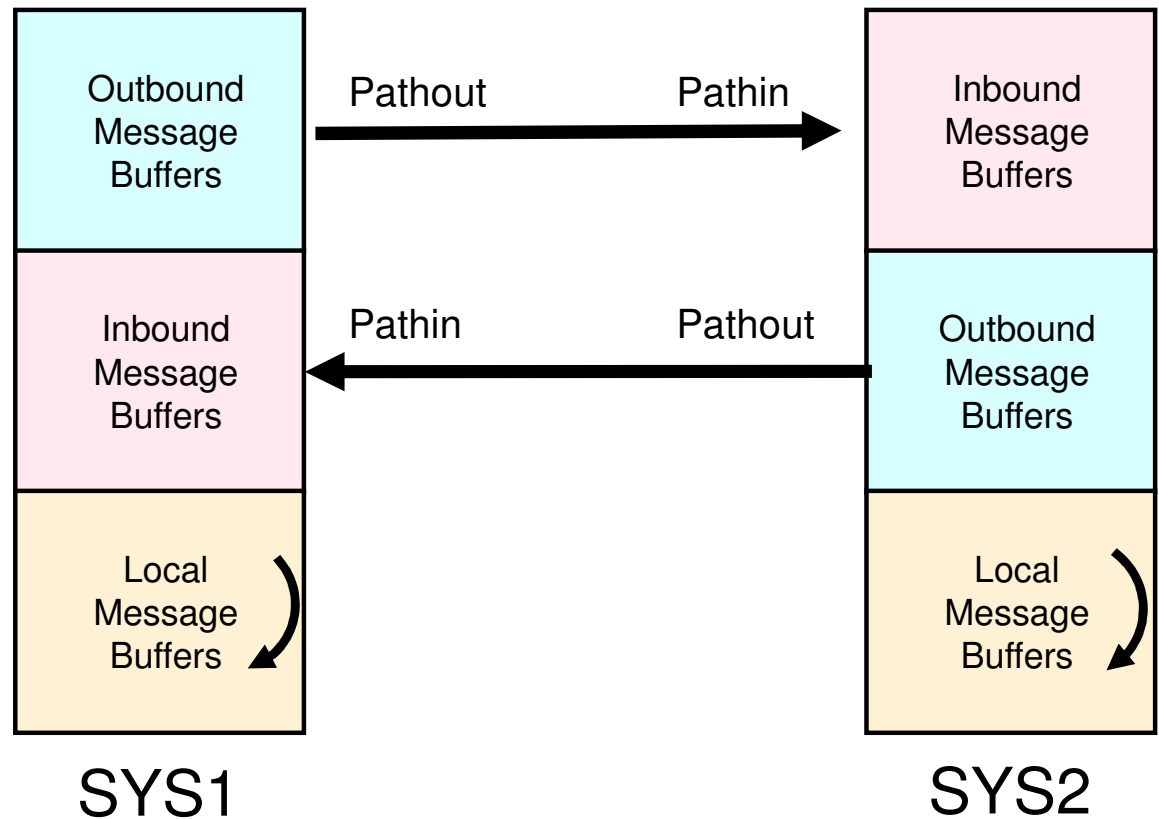 Outbound
Message
Buffers
Pathout
Pathin
Inbound
Message
Buffers
Inbound
Message
Buffers
Pathin
Pathout
Outbound
Message
Buffers
Local
Message
Buffers
Local
Message
Buffers
SYS1
SYS2